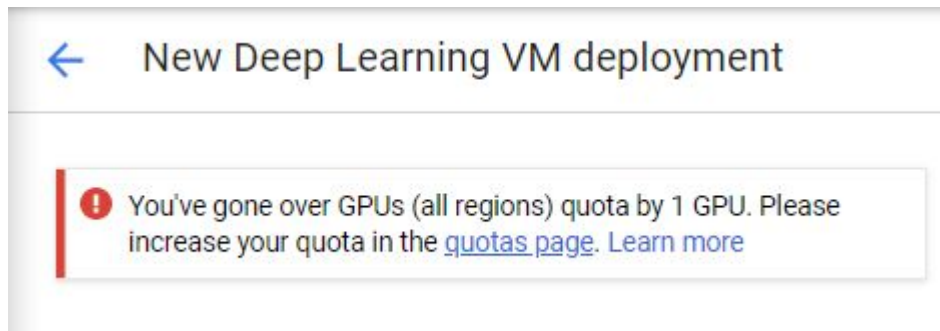 New Deep Learning VM deployment
You've gone over GPUs (all regions) quota by 1 GPU. Please
increase your quota in the quotas page. Learn more